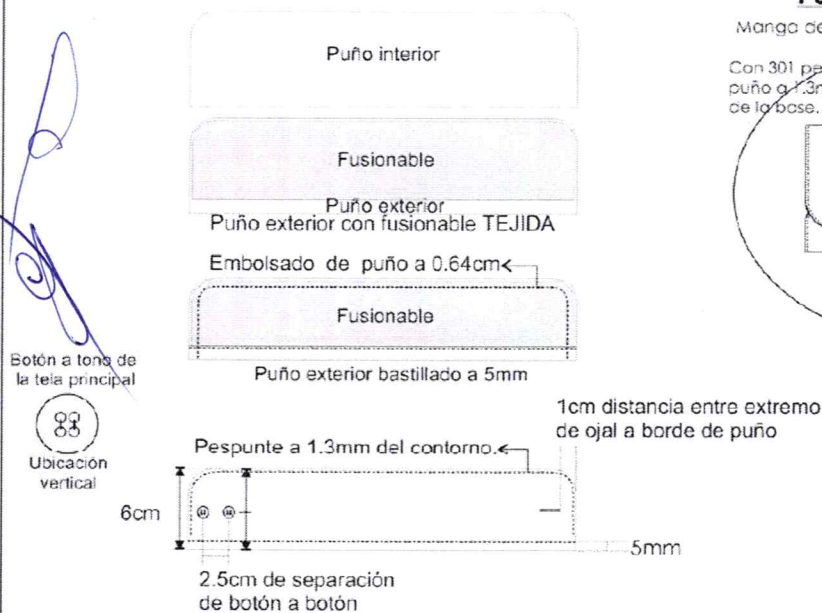 Puño interior
Manga de
Con 301 pe
puño a 1.3m
de la base.
Fusionable
Puño exterior
Puño exterior con fusionable TEJIDA
Embolsado de puño a 0.64cm
Fusionable
Puño exterior bastillado a 5mm
Botón a tono de
la tela principal
Ubicación
vertical
1cm distancia entre extremo
de ojal a borde de puño
Pespunte a 1.3mm del contorno.
6cm
5mm
2.5cm de separación
de botón a botón